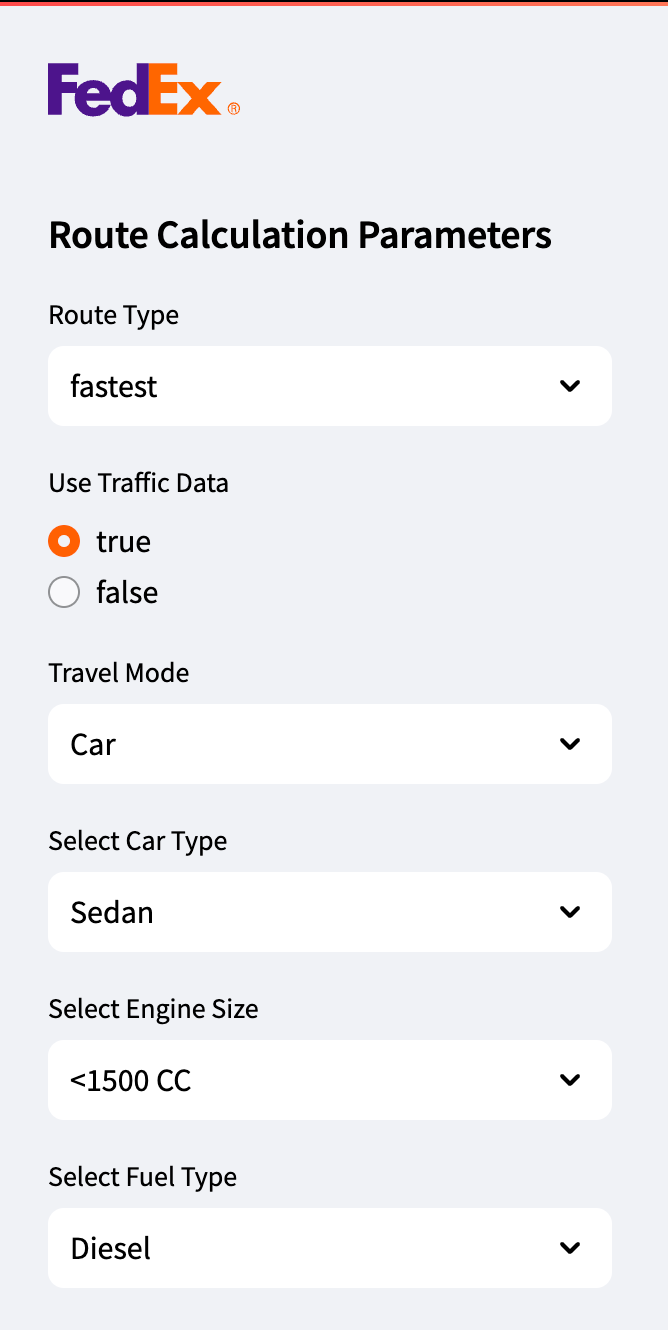 FedEx®
Route Calculation Parameters
Route Type
fastest
Use Traffic Data
true
false
Travel Mode
Car
Select Car Type
Sedan
Select Engine Size
<1500 CC
Select Fuel Type
Diesel